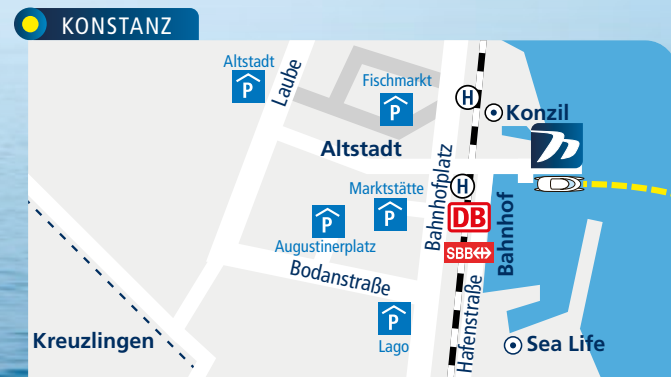 KONSTANZ
Altstadt
P
Laube
Fischmarkt
P
H
Konzil
Altstadt
Bahnhofplatz
Marktstätte
P
H
DB
SBB
Bahnhof
P
Augustinerplatz
Bodanstraße
Hafenstraße
P
Lago
Kreuzlingen
Sea Life